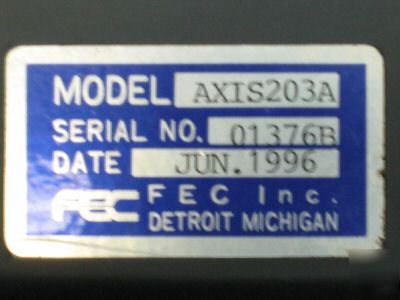 MODEL AXIS203A
SERIAL NO. 01376B
DATE JUN.1996
FEC FEC Inc.
DETROIT MICHIGAN